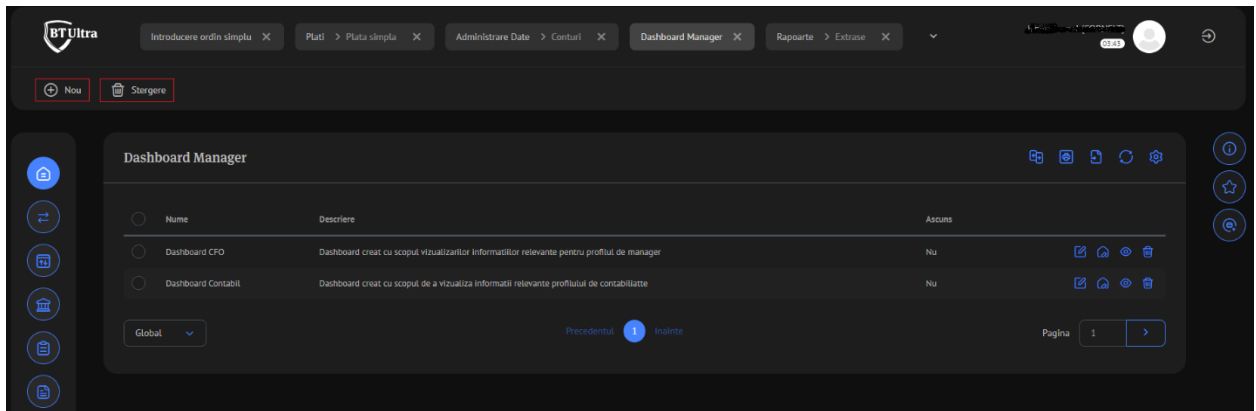 BT Ultra
Introducere ordin simplu
Plati > Plata simpla
Administrare Date > Conturi
Dashboard Manager
Rapoarte > Extrase
03:43
Nou
Stergere
Dashboard Manager
Nume Descriere Ascuns
Dashboard CFO Dashboard creat cu scopul vizualizarilor informatiilor relevante pentru profilul de manager Nu
Dashboard Contabil Dashboard creat cu scopul de a vizualiza informatii relevante profilului de contabiliatte Nu
Global Precedentul 1 Inainte Pagina 1